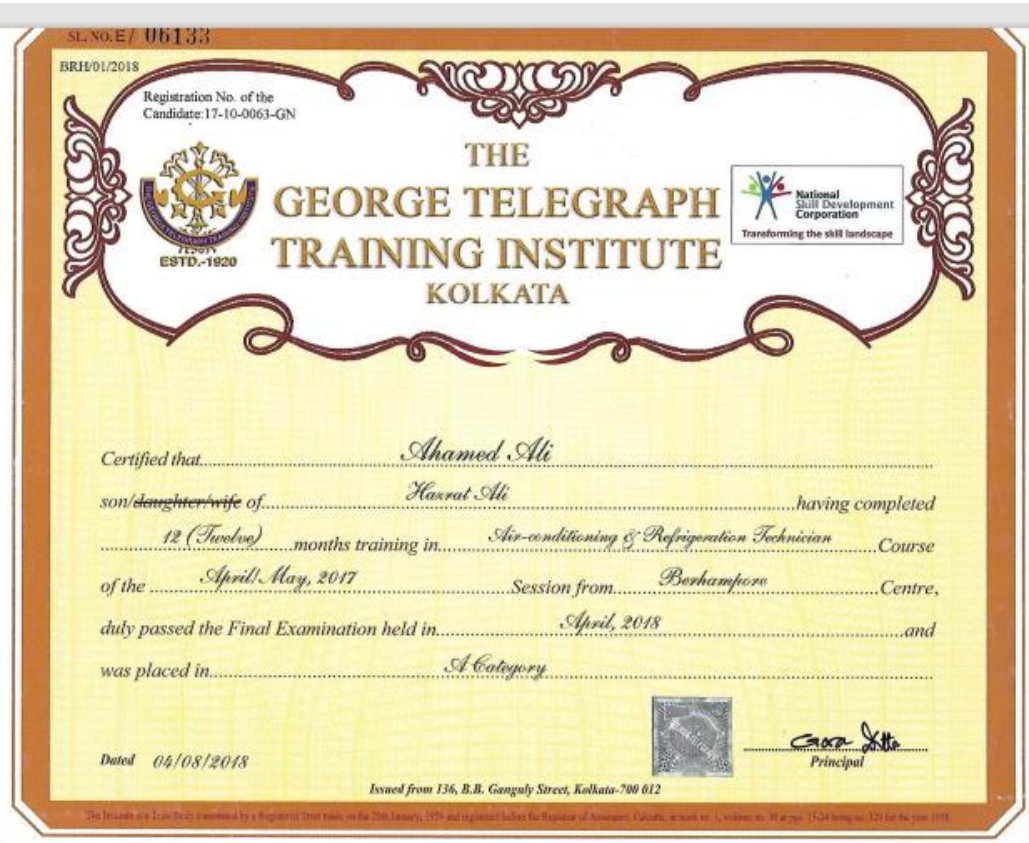 SL. NO. E/ 06133
BRH/01/2018
Registration No. of the
Candidate:17-10-0063-GN
THE
GEORGE TELEGRAPH
TRAINING INSTITUTE
KOLKATA
ESTD.-1920
National
Skill Development
Corporation
Transforming the skill landscape
Certified that Ahamed Ali
son/daughter/wife of Hazrat Ali having completed
12 (Twelve) months training in Air-conditioning & Refrigeration Technician Course
of the April/May, 2017 Session from Berhampore Centre,
duly passed the Final Examination held in April, 2018 and
was placed in A Category
Dated 04/08/2018
Principal
Issued from 136, B.B. Ganguly Street, Kolkata-700 012